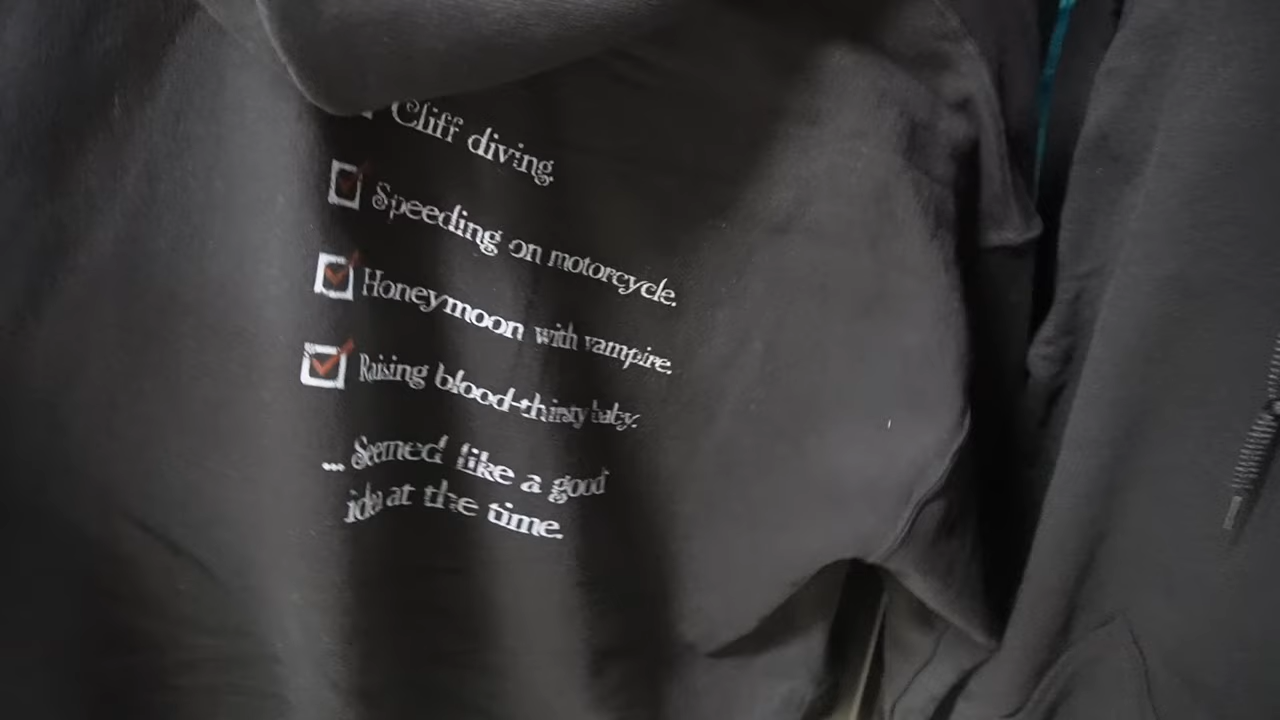 Cliff diving.
Speeding on motorcycle.
Honeymoon with vampire.
Raising blood-thirsty baby.
... Seemed like a good
idea at the time.